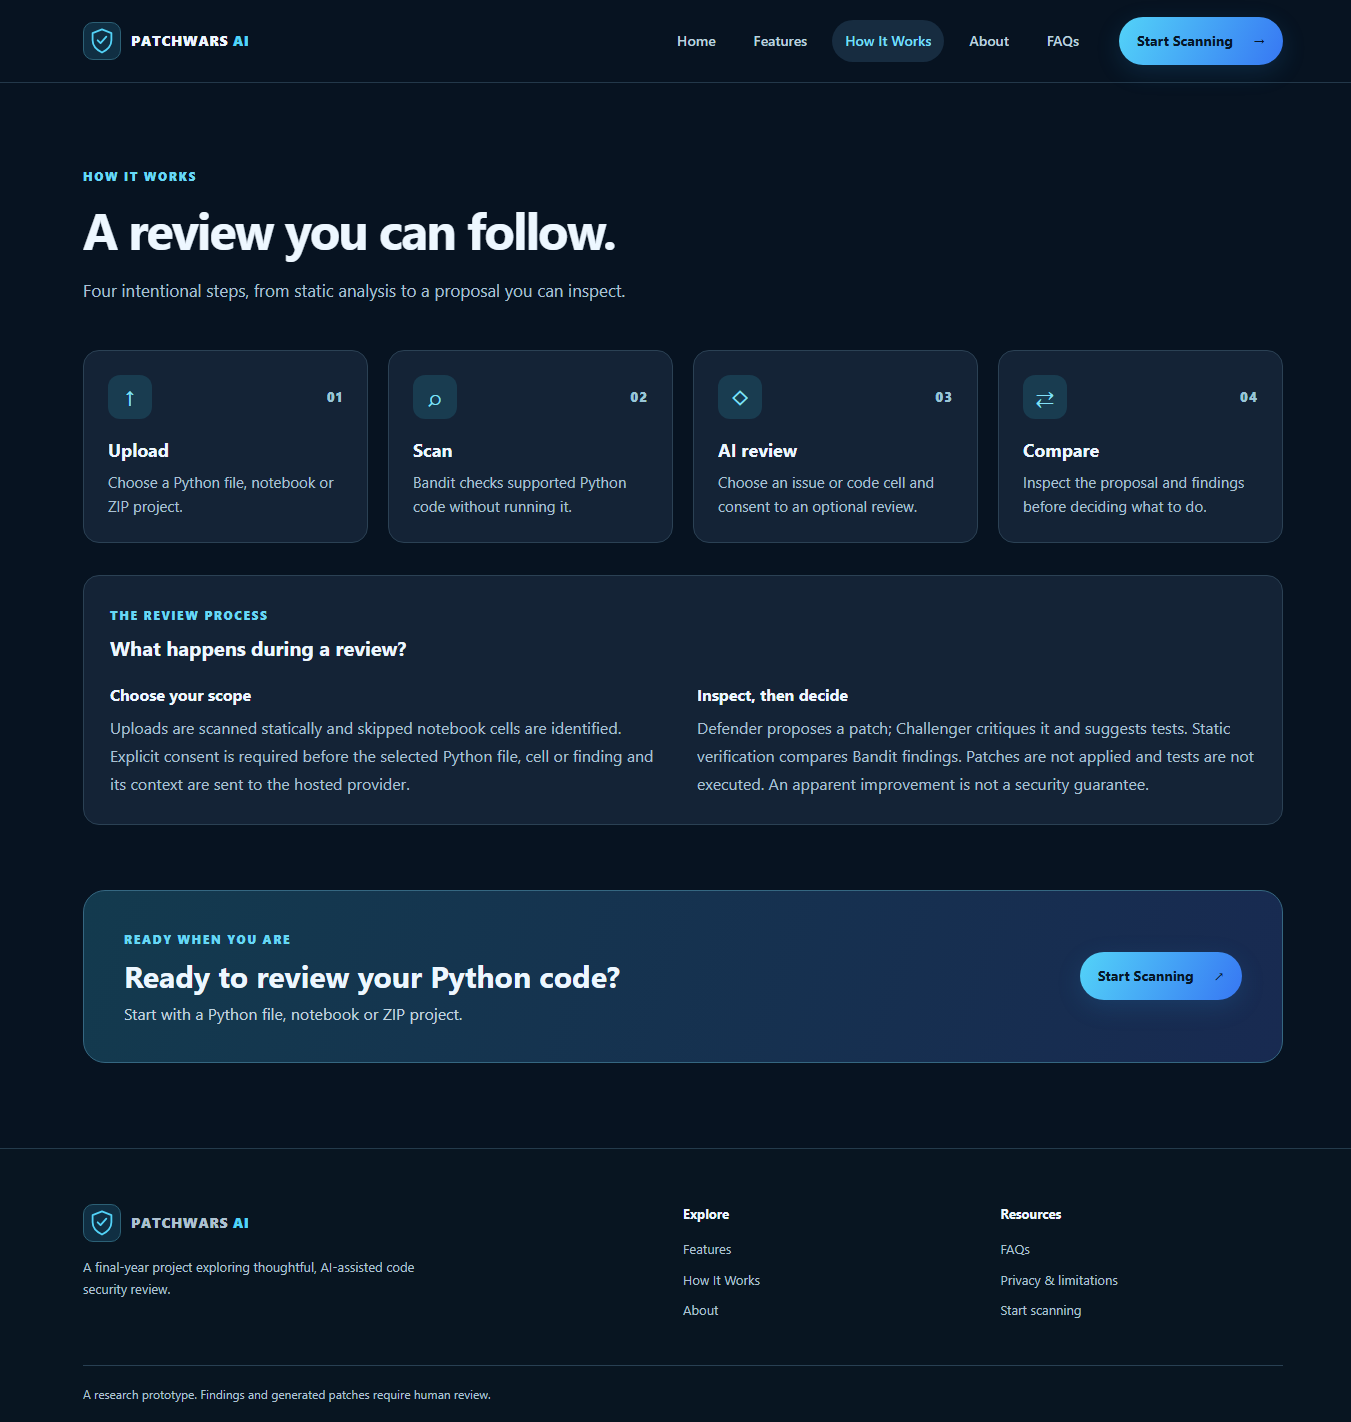 PATCHWARS AI
Home
Features
How It Works
About
FAQs
Start Scanning →
HOW IT WORKS
A review you can follow.
Four intentional steps, from static analysis to a proposal you can inspect.
01
Upload
Choose a Python file, notebook or
ZIP project.
02
Scan
Bandit checks supported Python
code without running it.
03
AI review
Choose an issue or code cell and
consent to an optional review.
04
Compare
Inspect the proposal and findings
before deciding what to do.
THE REVIEW PROCESS
What happens during a review?
Choose your scope
Uploads are scanned statically and skipped notebook cells are identified.
Explicit consent is required before the selected Python file, cell or finding and
its context are sent to the hosted provider.
Inspect, then decide
Defender proposes a patch; Challenger critiques it and suggests tests. Static
verification compares Bandit findings. Patches are not applied and tests are not
executed. An apparent improvement is not a security guarantee.
READY WHEN YOU ARE
Ready to review your Python code?
Start with a Python file, notebook or ZIP project.
Start Scanning ↗
PATCHWARS AI
A final-year project exploring thoughtful, AI-assisted code
security review.
Explore
Features
How It Works
About
Resources
FAQs
Privacy & limitations
Start scanning
A research prototype. Findings and generated patches require human review.